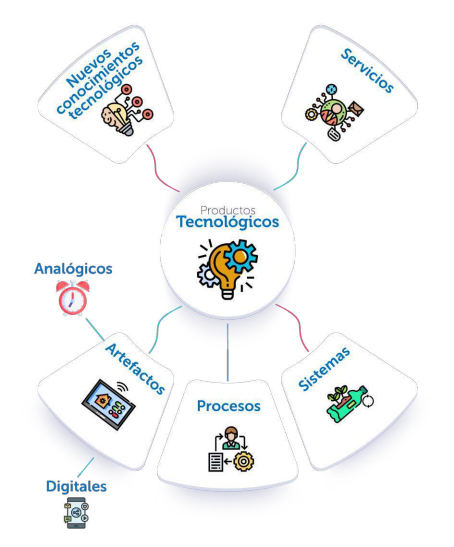 Nuevos
conocimientos
tecnológicos
Servicios
Productos
Tecnológicos
Analógicos
Artefactos
Procesos
Sistemas
Digitales